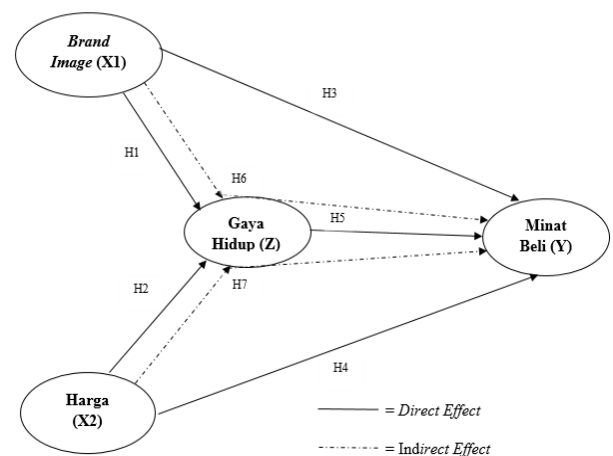 Brand
Image (X1)
H3
H1
H6
Gaya
Hidup (Z)
H5
Minat
Beli (Y)
H2
H7
H4
Harga
(X2)
= Direct Effect
= Indirect Effect